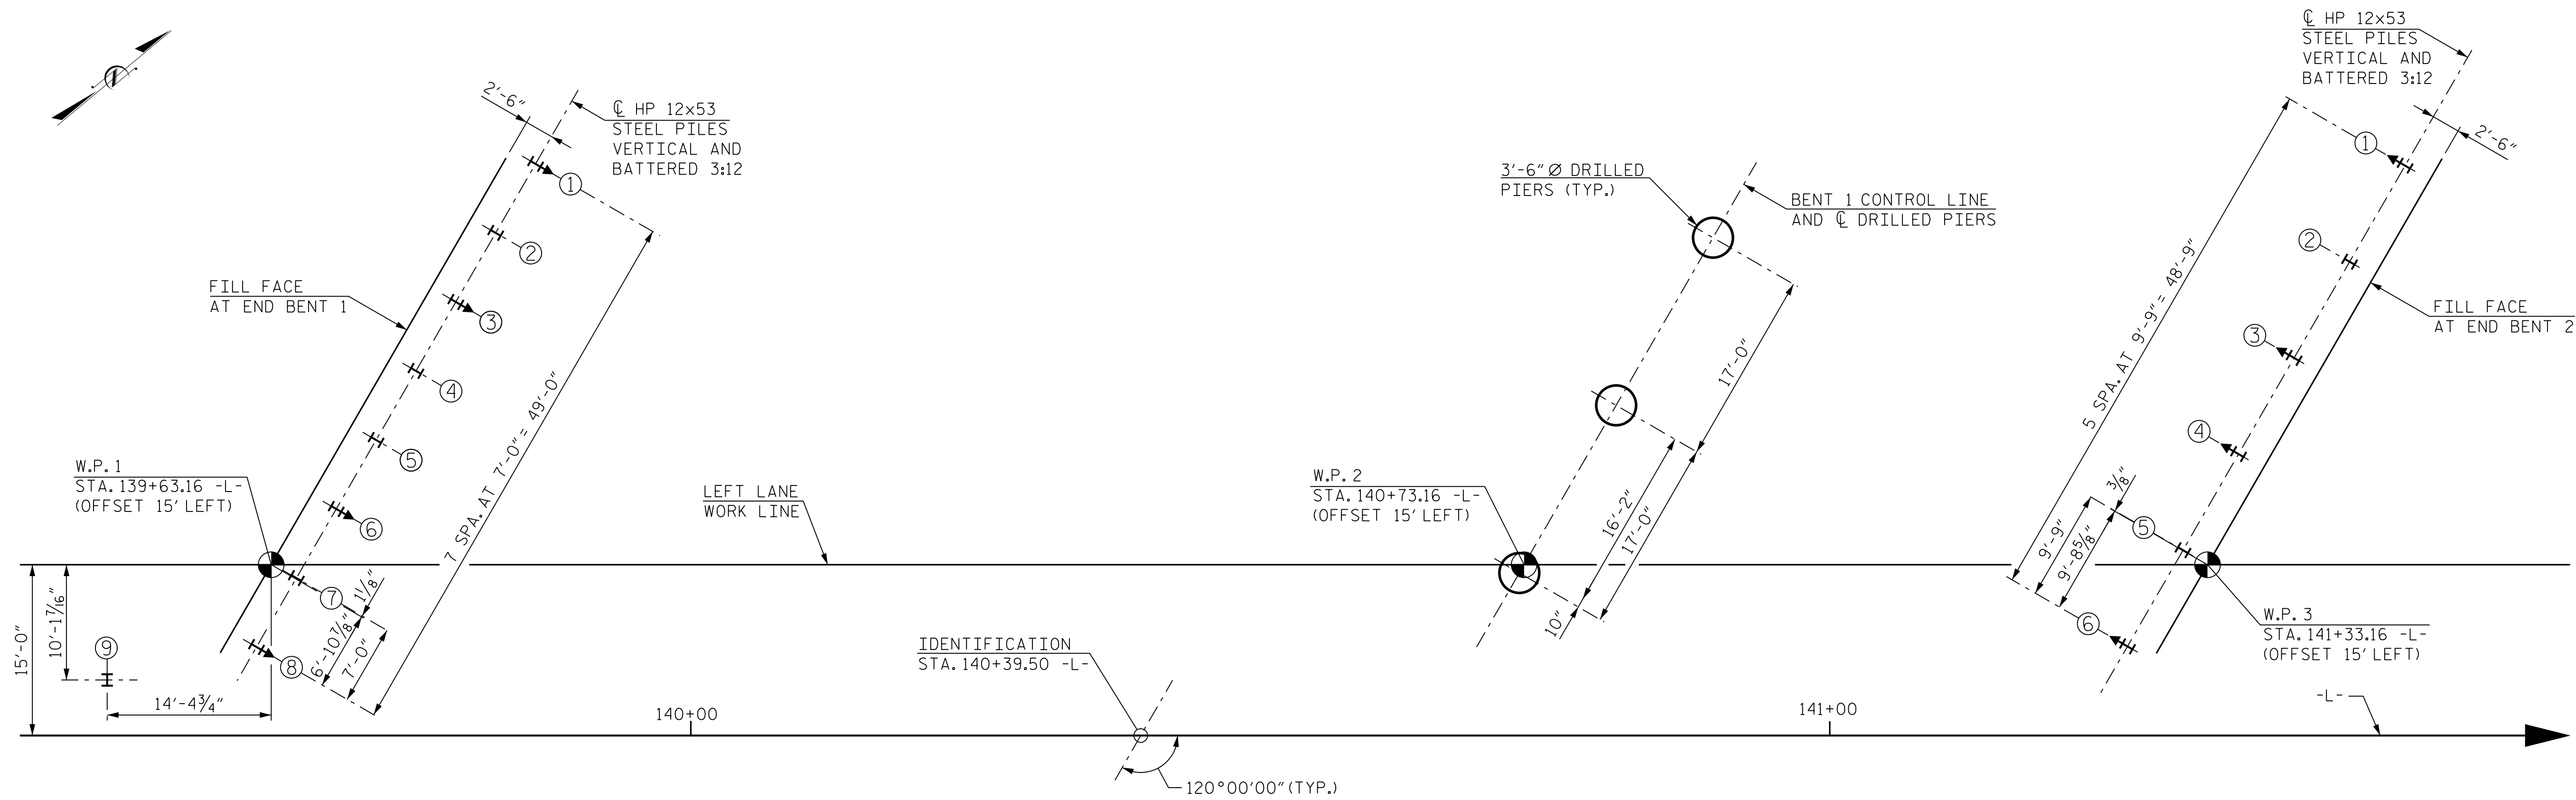 ℄ HP 12x53
STEEL PILES
VERTICAL AND
BATTERED 3:12
2'-6"
℄ HP 12x53
STEEL PILES
VERTICAL AND
BATTERED 3:12
2'-6"
1
2
3
4
5
6
7
8
9
FILL FACE
AT END BENT 1
7 SPA. AT 7'-0" = 49'-0"
W.P. 1
STA. 139+63.16 -L-
(OFFSET 15' LEFT)
LEFT LANE
WORK LINE
1 1/8"
6'-10 7/8"
7'-0"
15'-0"
10'-1 7/16"
14'-4 3/4"
3'-6" Ø DRILLED
PIERS (TYP.)
BENT 1 CONTROL LINE
AND ℄ DRILLED PIERS
17'-0"
16'-2"
17'-0"
10"
W.P. 2
STA. 140+73.16 -L-
(OFFSET 15' LEFT)
IDENTIFICATION
STA. 140+39.50 -L-
1
2
3
4
5
6
5 SPA. AT 9'-9" = 48'-9"
3/8"
9'-9"
9'-8 5/8"
FILL FACE
AT END BENT 2
W.P. 3
STA. 141+33.16 -L-
(OFFSET 15' LEFT)
140+00
141+00
-L-
120°00'00" (TYP.)